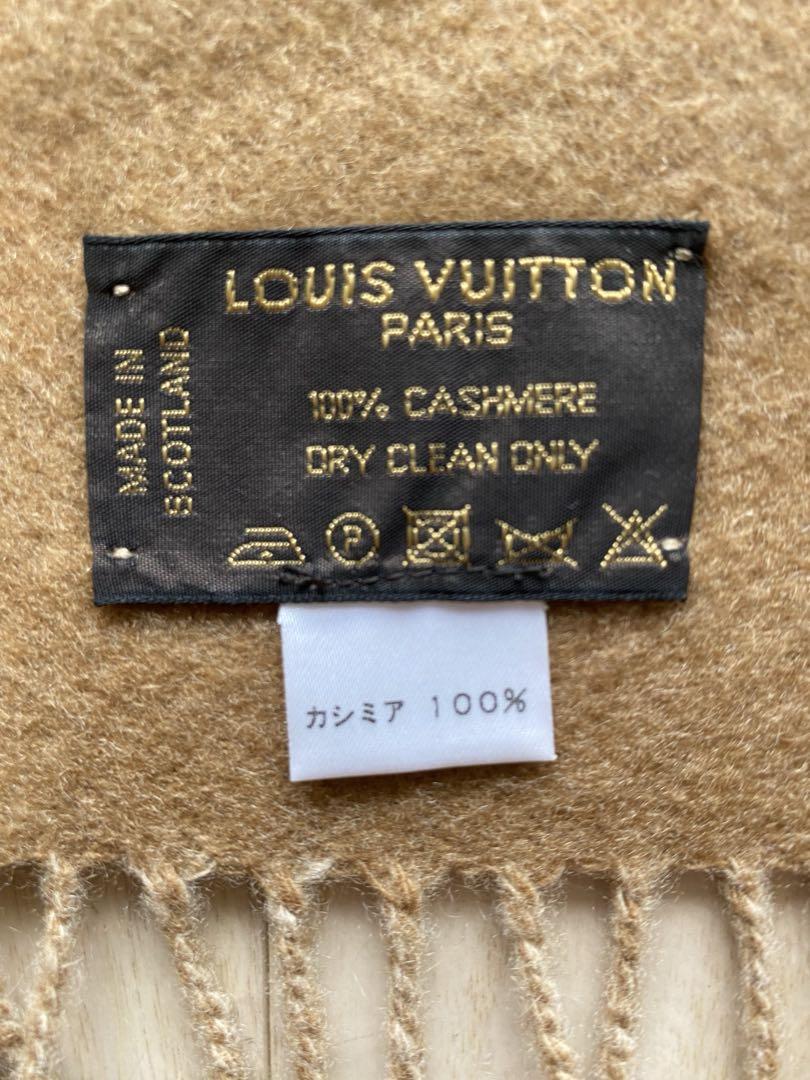 LOUIS VUITTON
PARIS
100% CASHMERE
DRY CLEAN ONLY
MADE IN
SCOTLAND
P
カシミア 100%